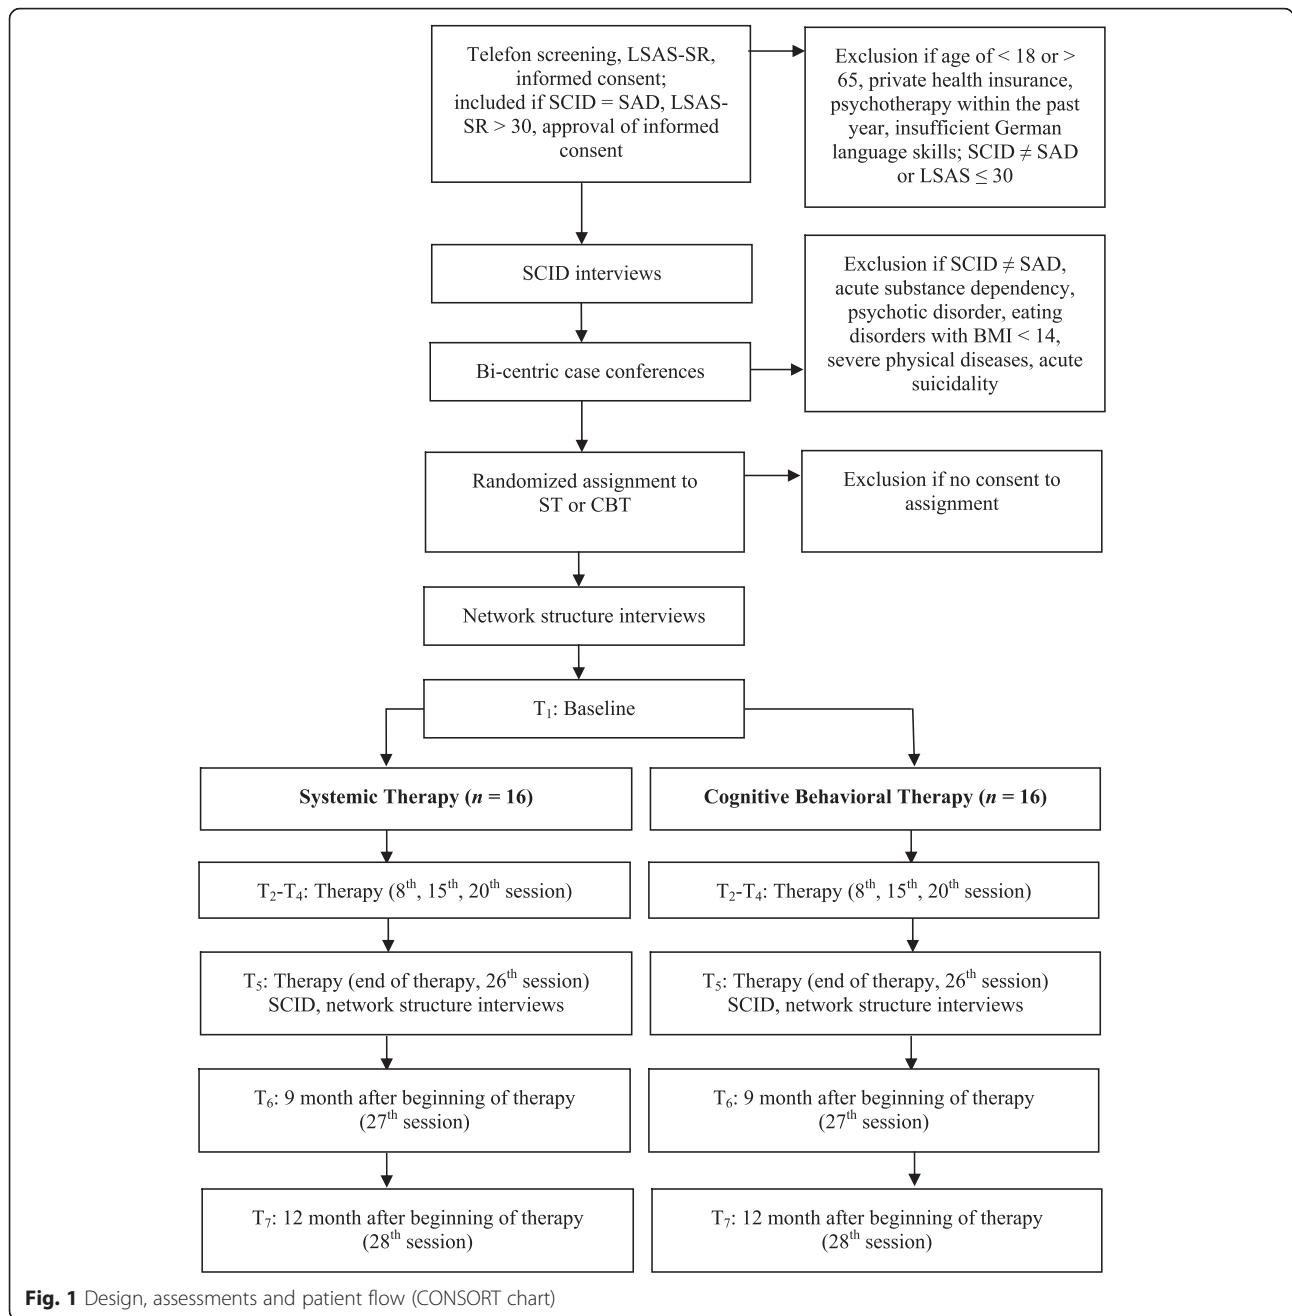 Telefon screening, LSAS-SR,
informed consent;
included if SCID = SAD, LSAS-
SR > 30, approval of informed
consent
Exclusion if age of < 18 or >
65, private health insurance,
psychotherapy within the past
year, insufficient German
language skills; SCID ≠ SAD
or LSAS ≤ 30
SCID interviews
Exclusion if SCID ≠ SAD,
acute substance dependency,
psychotic disorder, eating
disorders with BMI < 14,
severe physical diseases, acute
suicidality
Bi-centric case conferences
Randomized assignment to
ST or CBT
Exclusion if no consent to
assignment
Network structure interviews
T₁: Baseline
Systemic Therapy (n = 16)
Cognitive Behavioral Therapy (n = 16)
T₂-T₄: Therapy (8th, 15th, 20th session)
T₂-T₄: Therapy (8th, 15th, 20th session)
T₅: Therapy (end of therapy, 26th session)
SCID, network structure interviews
T₅: Therapy (end of therapy, 26th session)
SCID, network structure interviews
T₆: 9 month after beginning of therapy
(27th session)
T₆: 9 month after beginning of therapy
(27th session)
T₇: 12 month after beginning of therapy
(28th session)
T₇: 12 month after beginning of therapy
(28th session)
Fig. 1 Design, assessments and patient flow (CONSORT chart)